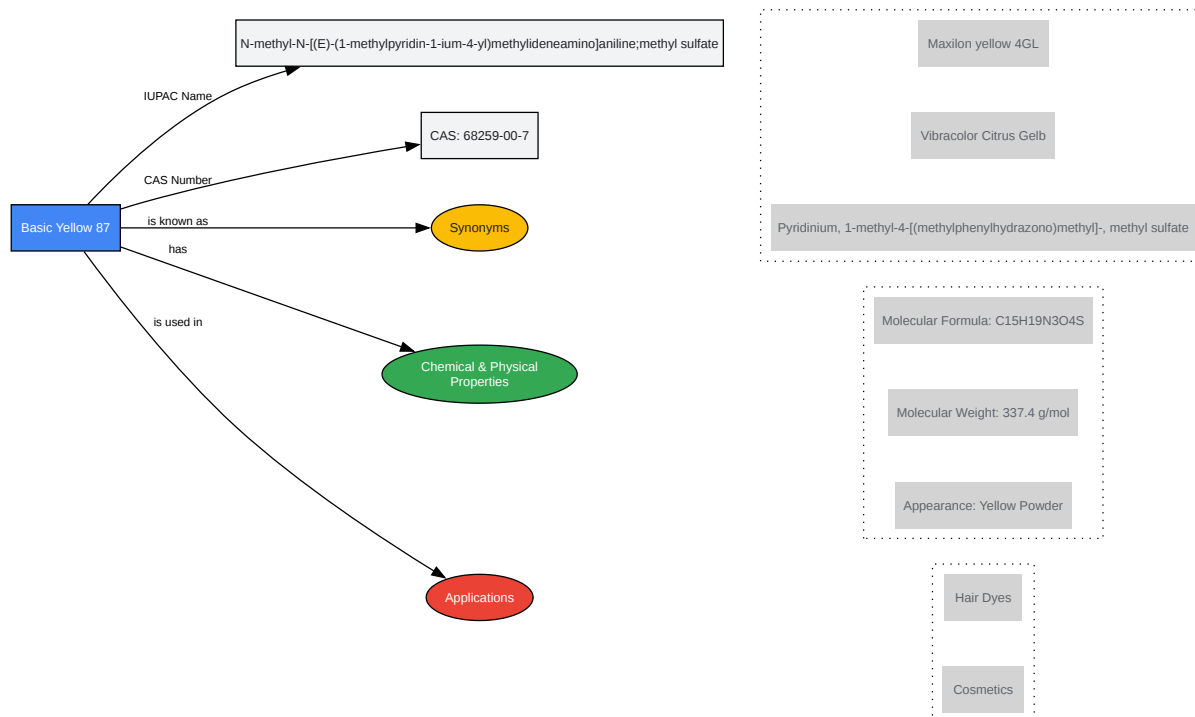 N-methyl-N-[(E)-(1-methylpyridin-1-ium-4-yl)methylideneamino]aniline;methyl sulfate
IUPAC Name
CAS: 68259-00-7
CAS Number
Basic Yellow 87
is known as
Synonyms
has
Chemical & Physical
Properties
is used in
Applications
Maxilon yellow 4GL
Vibracolor Citrus Gelb
Pyridinium, 1-methyl-4-[(methylphenylhydrazono)methyl]-, methyl sulfate
Molecular Formula: C15H19N3O4S
Molecular Weight: 337.4 g/mol
Appearance: Yellow Powder
Hair Dyes
Cosmetics